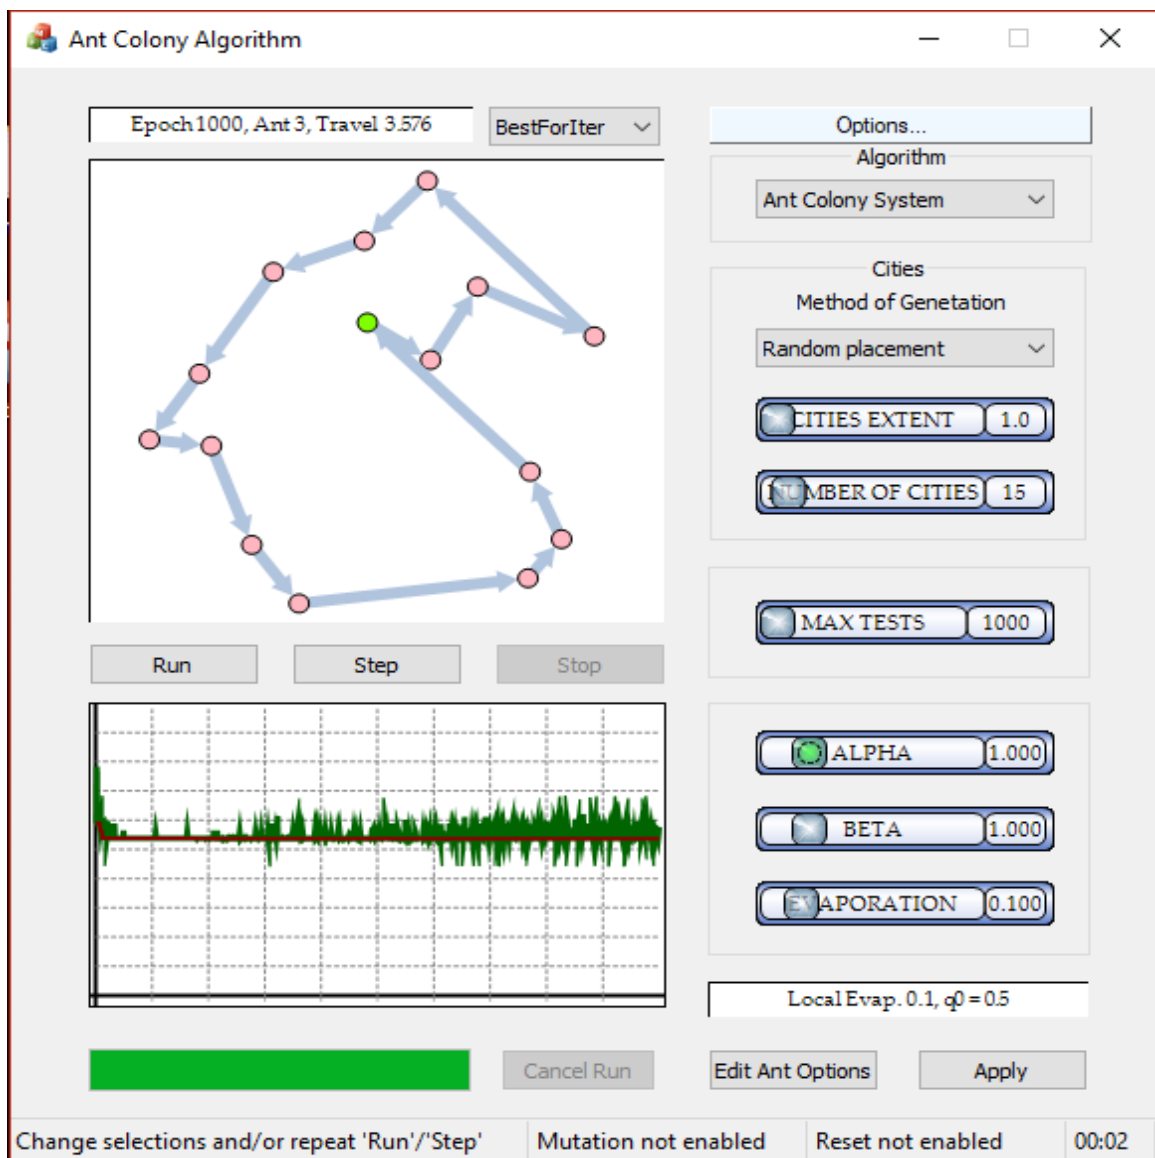 Ant Colony Algorithm
Epoch 1000, Ant 3, Travel 3.576
BestForIter
Options...
Algorithm
Ant Colony System
Cities
Method of Genetation
Random placement
CITIES EXTENT 1.0
NUMBER OF CITIES 15
MAX TESTS 1000
Run
Step
Stop
ALPHA 1.000
BETA 1.000
EVAPORATION 0.100
Local Evap. 0.1, q0 = 0.5
Cancel Run
Edit Ant Options
Apply
Change selections and/or repeat 'Run'/'Step'
Mutation not enabled
Reset not enabled
00:02